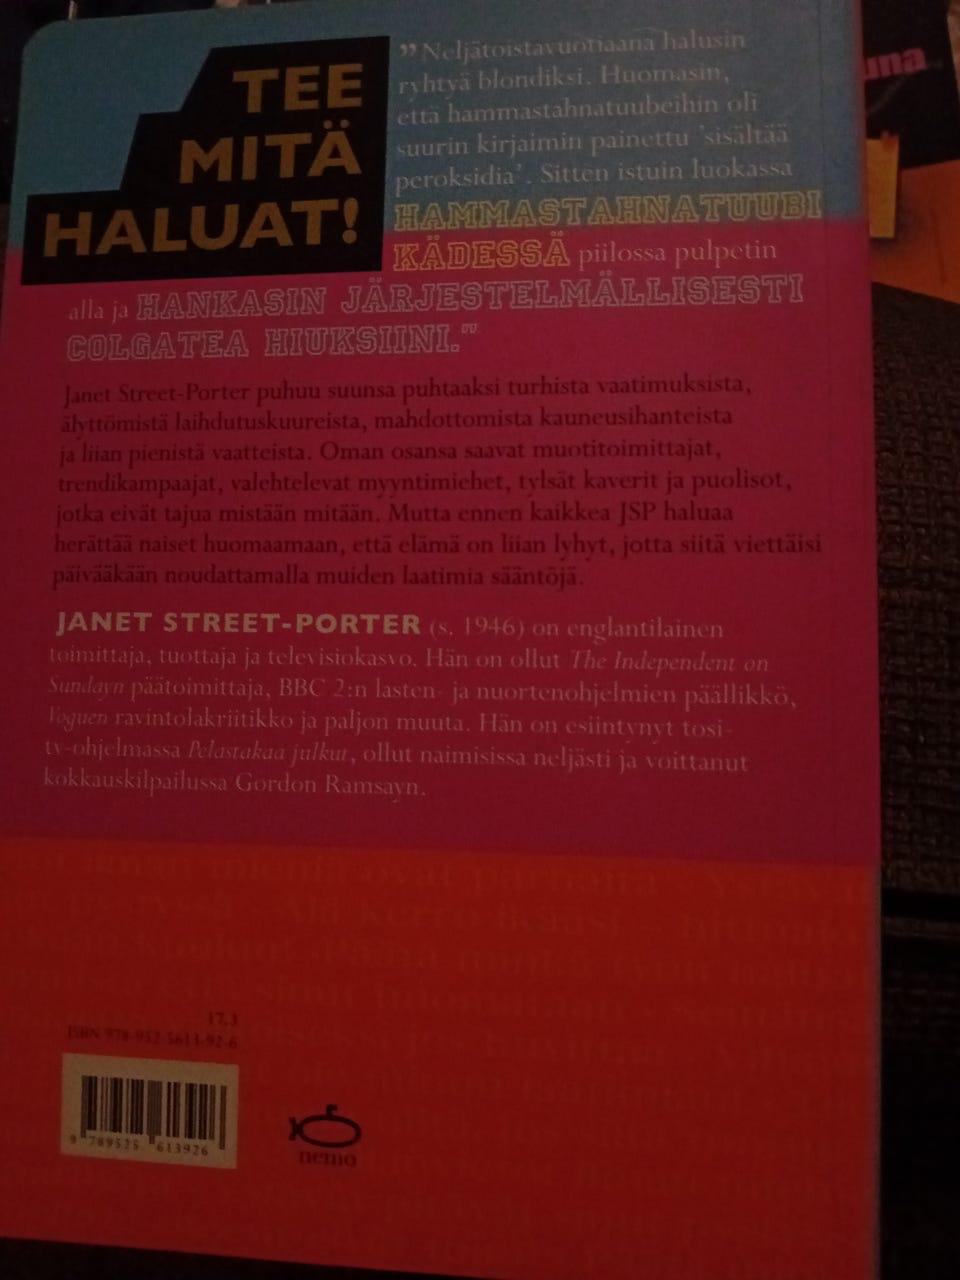 TEE
MITÄ
HALUAT!
”Neljätoistavuotiaana halusin
ryhtyä blondiksi. Huomasin,
että hammastahnatuubeihin oli
suurin kirjaimin painettu ’sisältää
peroksidia’. Sitten istuin luokassa
HAMMASTAHNATUUBI
KÄDESSÄ piilossa pulpetin
alla ja HANKASIN JÄRJESTELMÄLLISESTI
COLGATEA HIUKSIINI.”
Janet Street-Porter puhuu suunsa puhtaaksi turhista vaatimuksista,
älyttömistä laihdutuskuureista, mahdottomista kauneusihanteista
ja liian pienistä vaatteista. Oman osansa saavat muotitoimittajat,
trendikampaajat, valehtelevat myyntimiehet, tylsät kaverit ja puolisot,
jotka eivät tajua mistään mitään. Mutta ennen kaikkea JSP haluaa
herättää naiset huomaamaan, että elämä on liian lyhyt, jotta siitä viettäisi
päivääkään noudattamalla muiden laatimia sääntöjä.
JANET STREET-PORTER (s. 1946) on englantilainen
toimittaja, tuottaja ja televisiokasvo. Hän on ollut The Independent on
Sundayn päätoimittaja, BBC 2:n lasten- ja nuortenohjelmien päällikkö,
Voguen ravintolakriitikko ja paljon muuta. Hän on esiintynyt tosi-
tv-ohjelmassa Pelastakaa julkut, ollut naimisissa neljästi ja voittanut
kokkauskilpailussa Gordon Ramsayn.
17.3
ISBN 978-952-5613-92-6
9 789525 613926
nemo